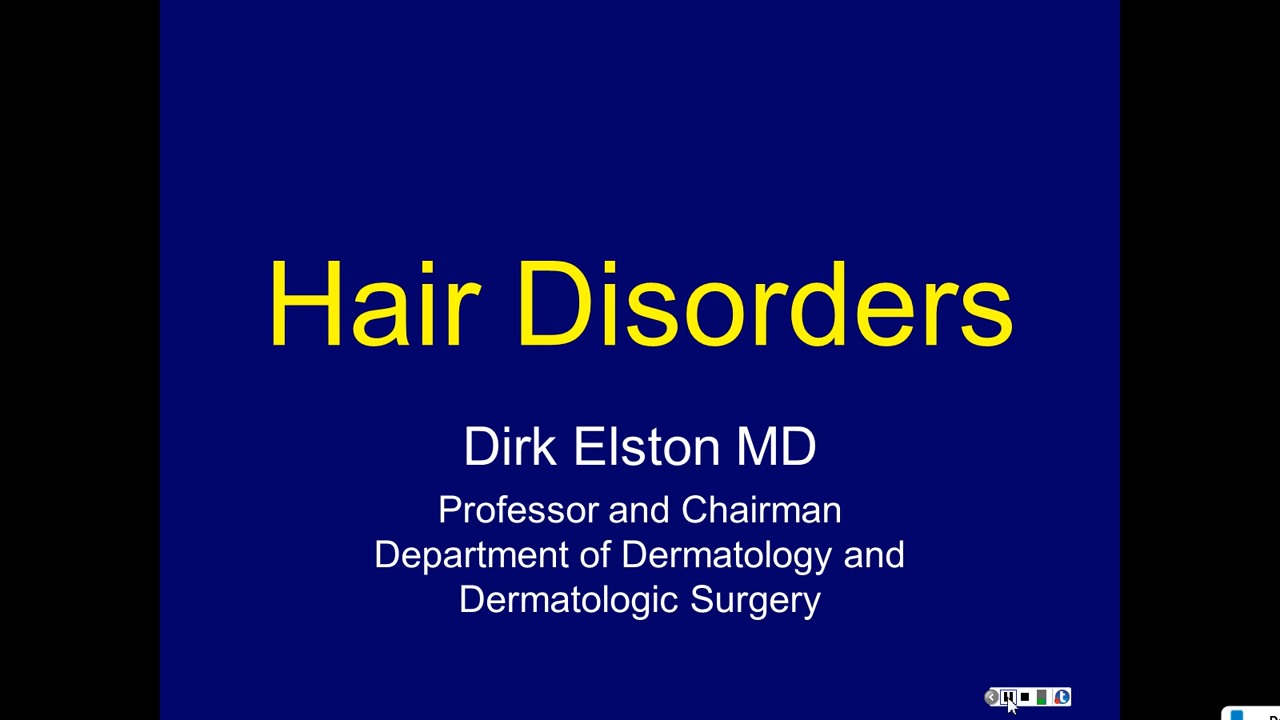 Hair Disorders
Dirk Elston MD
Professor and Chairman
Department of Dermatology and
Dermatologic Surgery